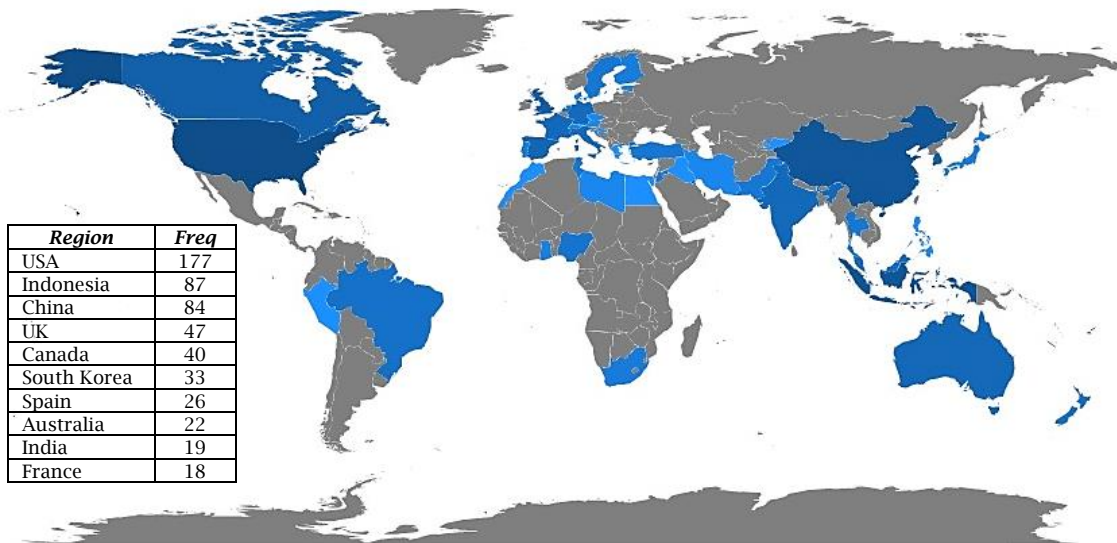 Region Freq
USA 177
Indonesia 87
China 84
UK 47
Canada 40
South Korea 33
Spain 26
Australia 22
India 19
France 18